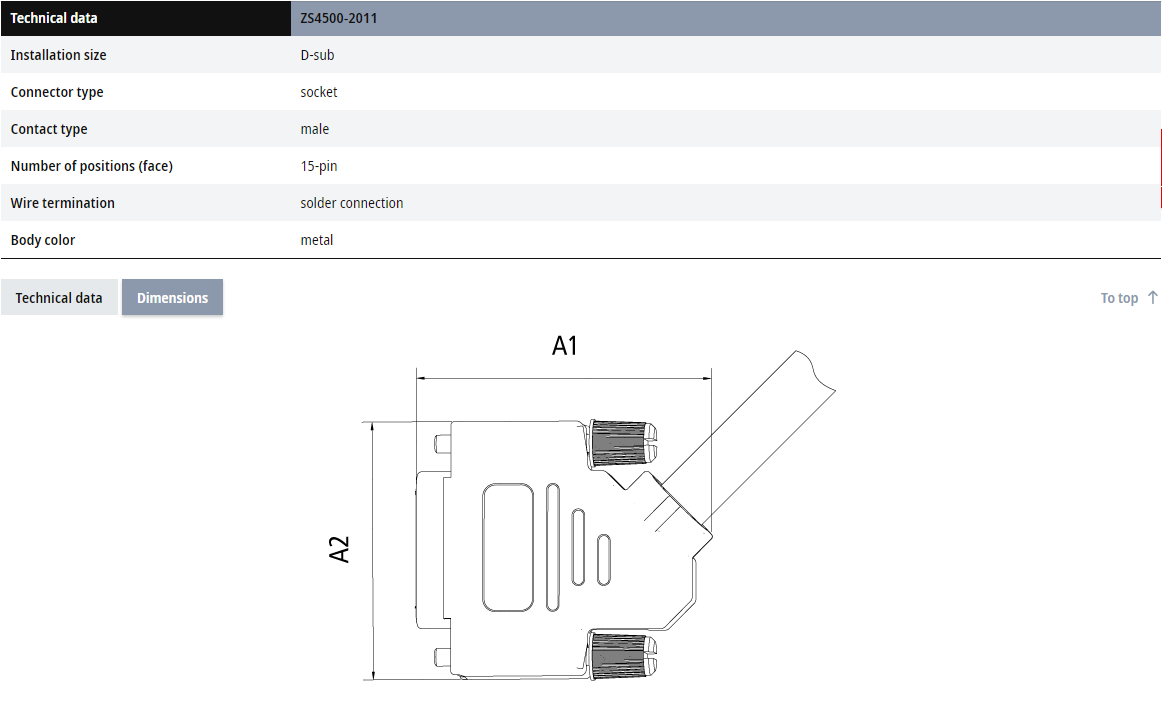 Technical data ZS4500-2011
Installation size D-sub
Connector type socket
Contact type male
Number of positions (face) 15-pin
Wire termination solder connection
Body color metal
Technical data Dimensions To top ↑
A1
A2